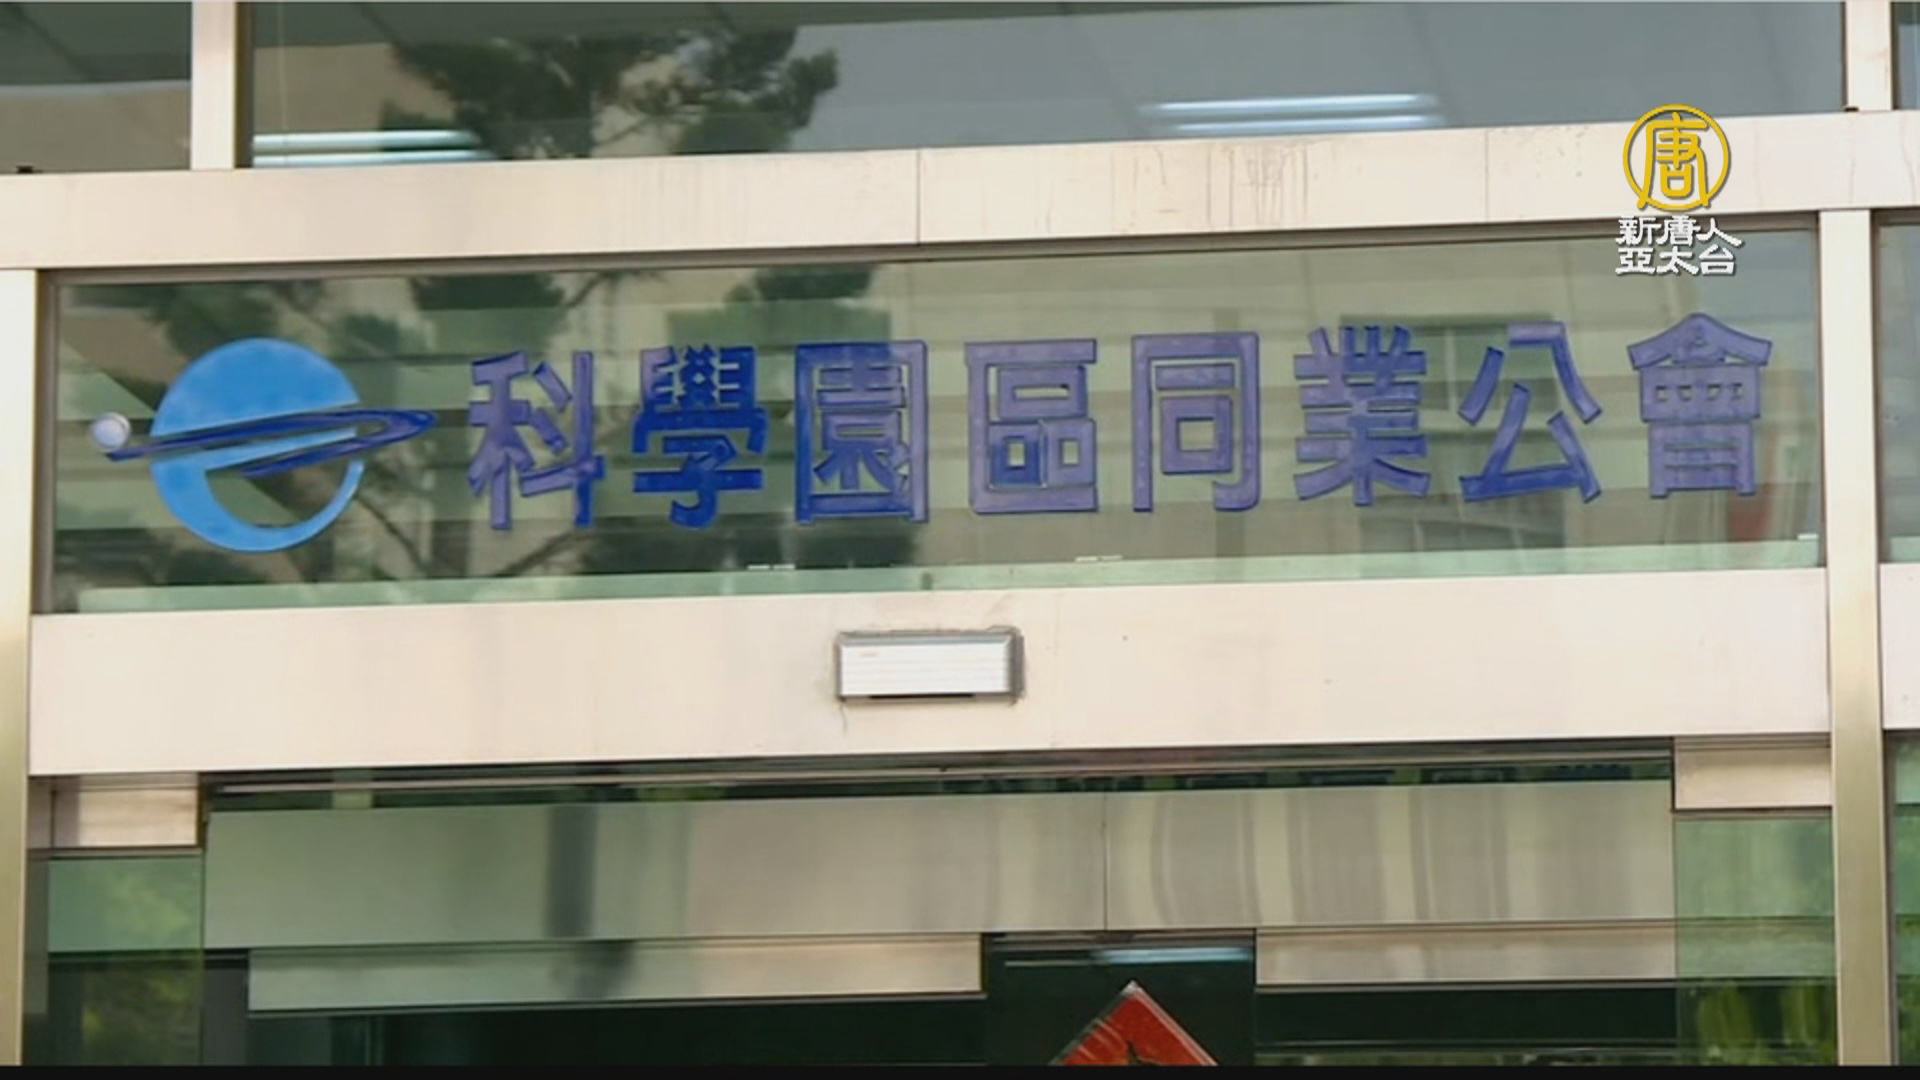 唐
新唐人
亞太台
科學園區同業公會